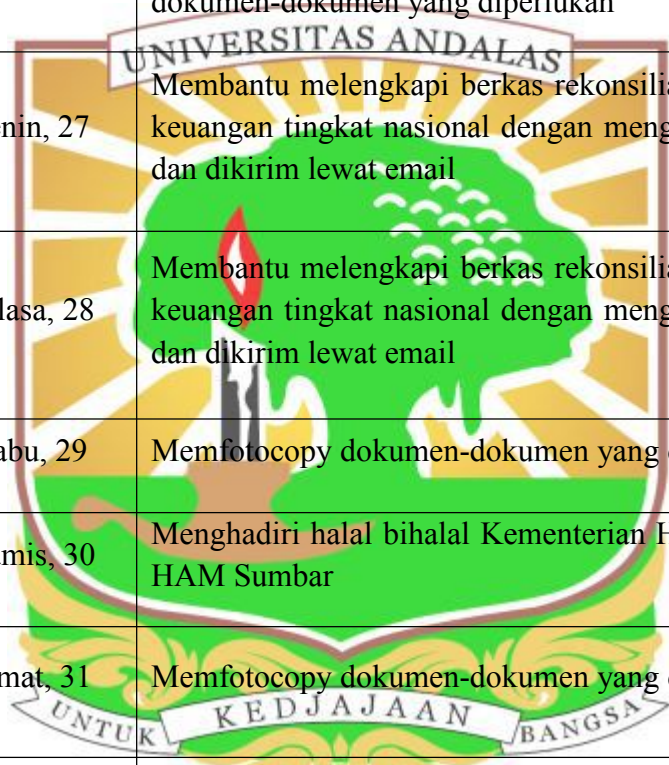 dokumen-dokumen yang diperlukan
UNIVERSITAS ANDALAS
enin, 27
Membantu melengkapi berkas rekonsilia
keuangan tingkat nasional dengan meng
dan dikirim lewat email
lasa, 28
Membantu melengkapi berkas rekonsilia
keuangan tingkat nasional dengan meng
dan dikirim lewat email
abu, 29
Memfotocopy dokumen-dokumen yang
amis, 30
Menghadiri halal bihalal Kementerian H
HAM Sumbar
mat, 31
Memfotocopy dokumen-dokumen yang
UNTUK KEDJAJAAN BANGSA